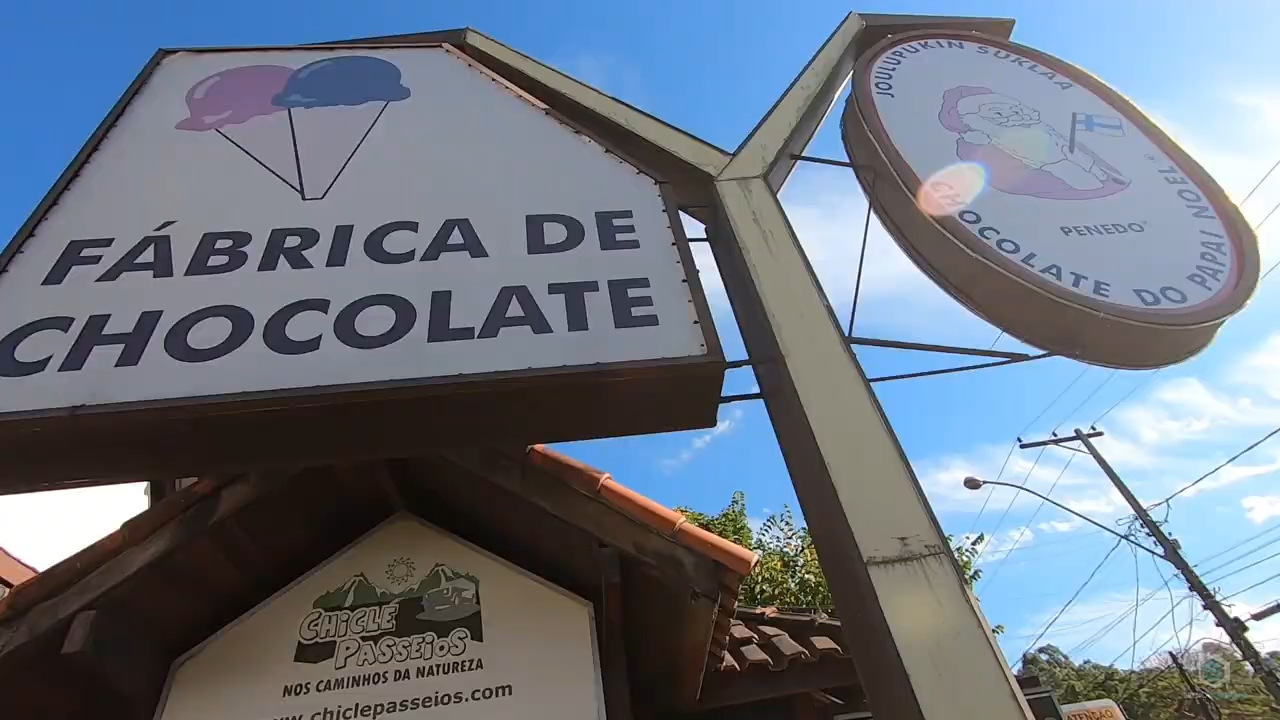 FÁBRICA DE
CHOCOLATE
JOULUPUKIN SUKLAA
CHOCOLATE DO PAPAI NOEL®
PENEDO
CHICLE
PASSEIOS
NOS CAMINHOS DA NATUREZA
www.chiclepasseios.com
ATENÇÃO